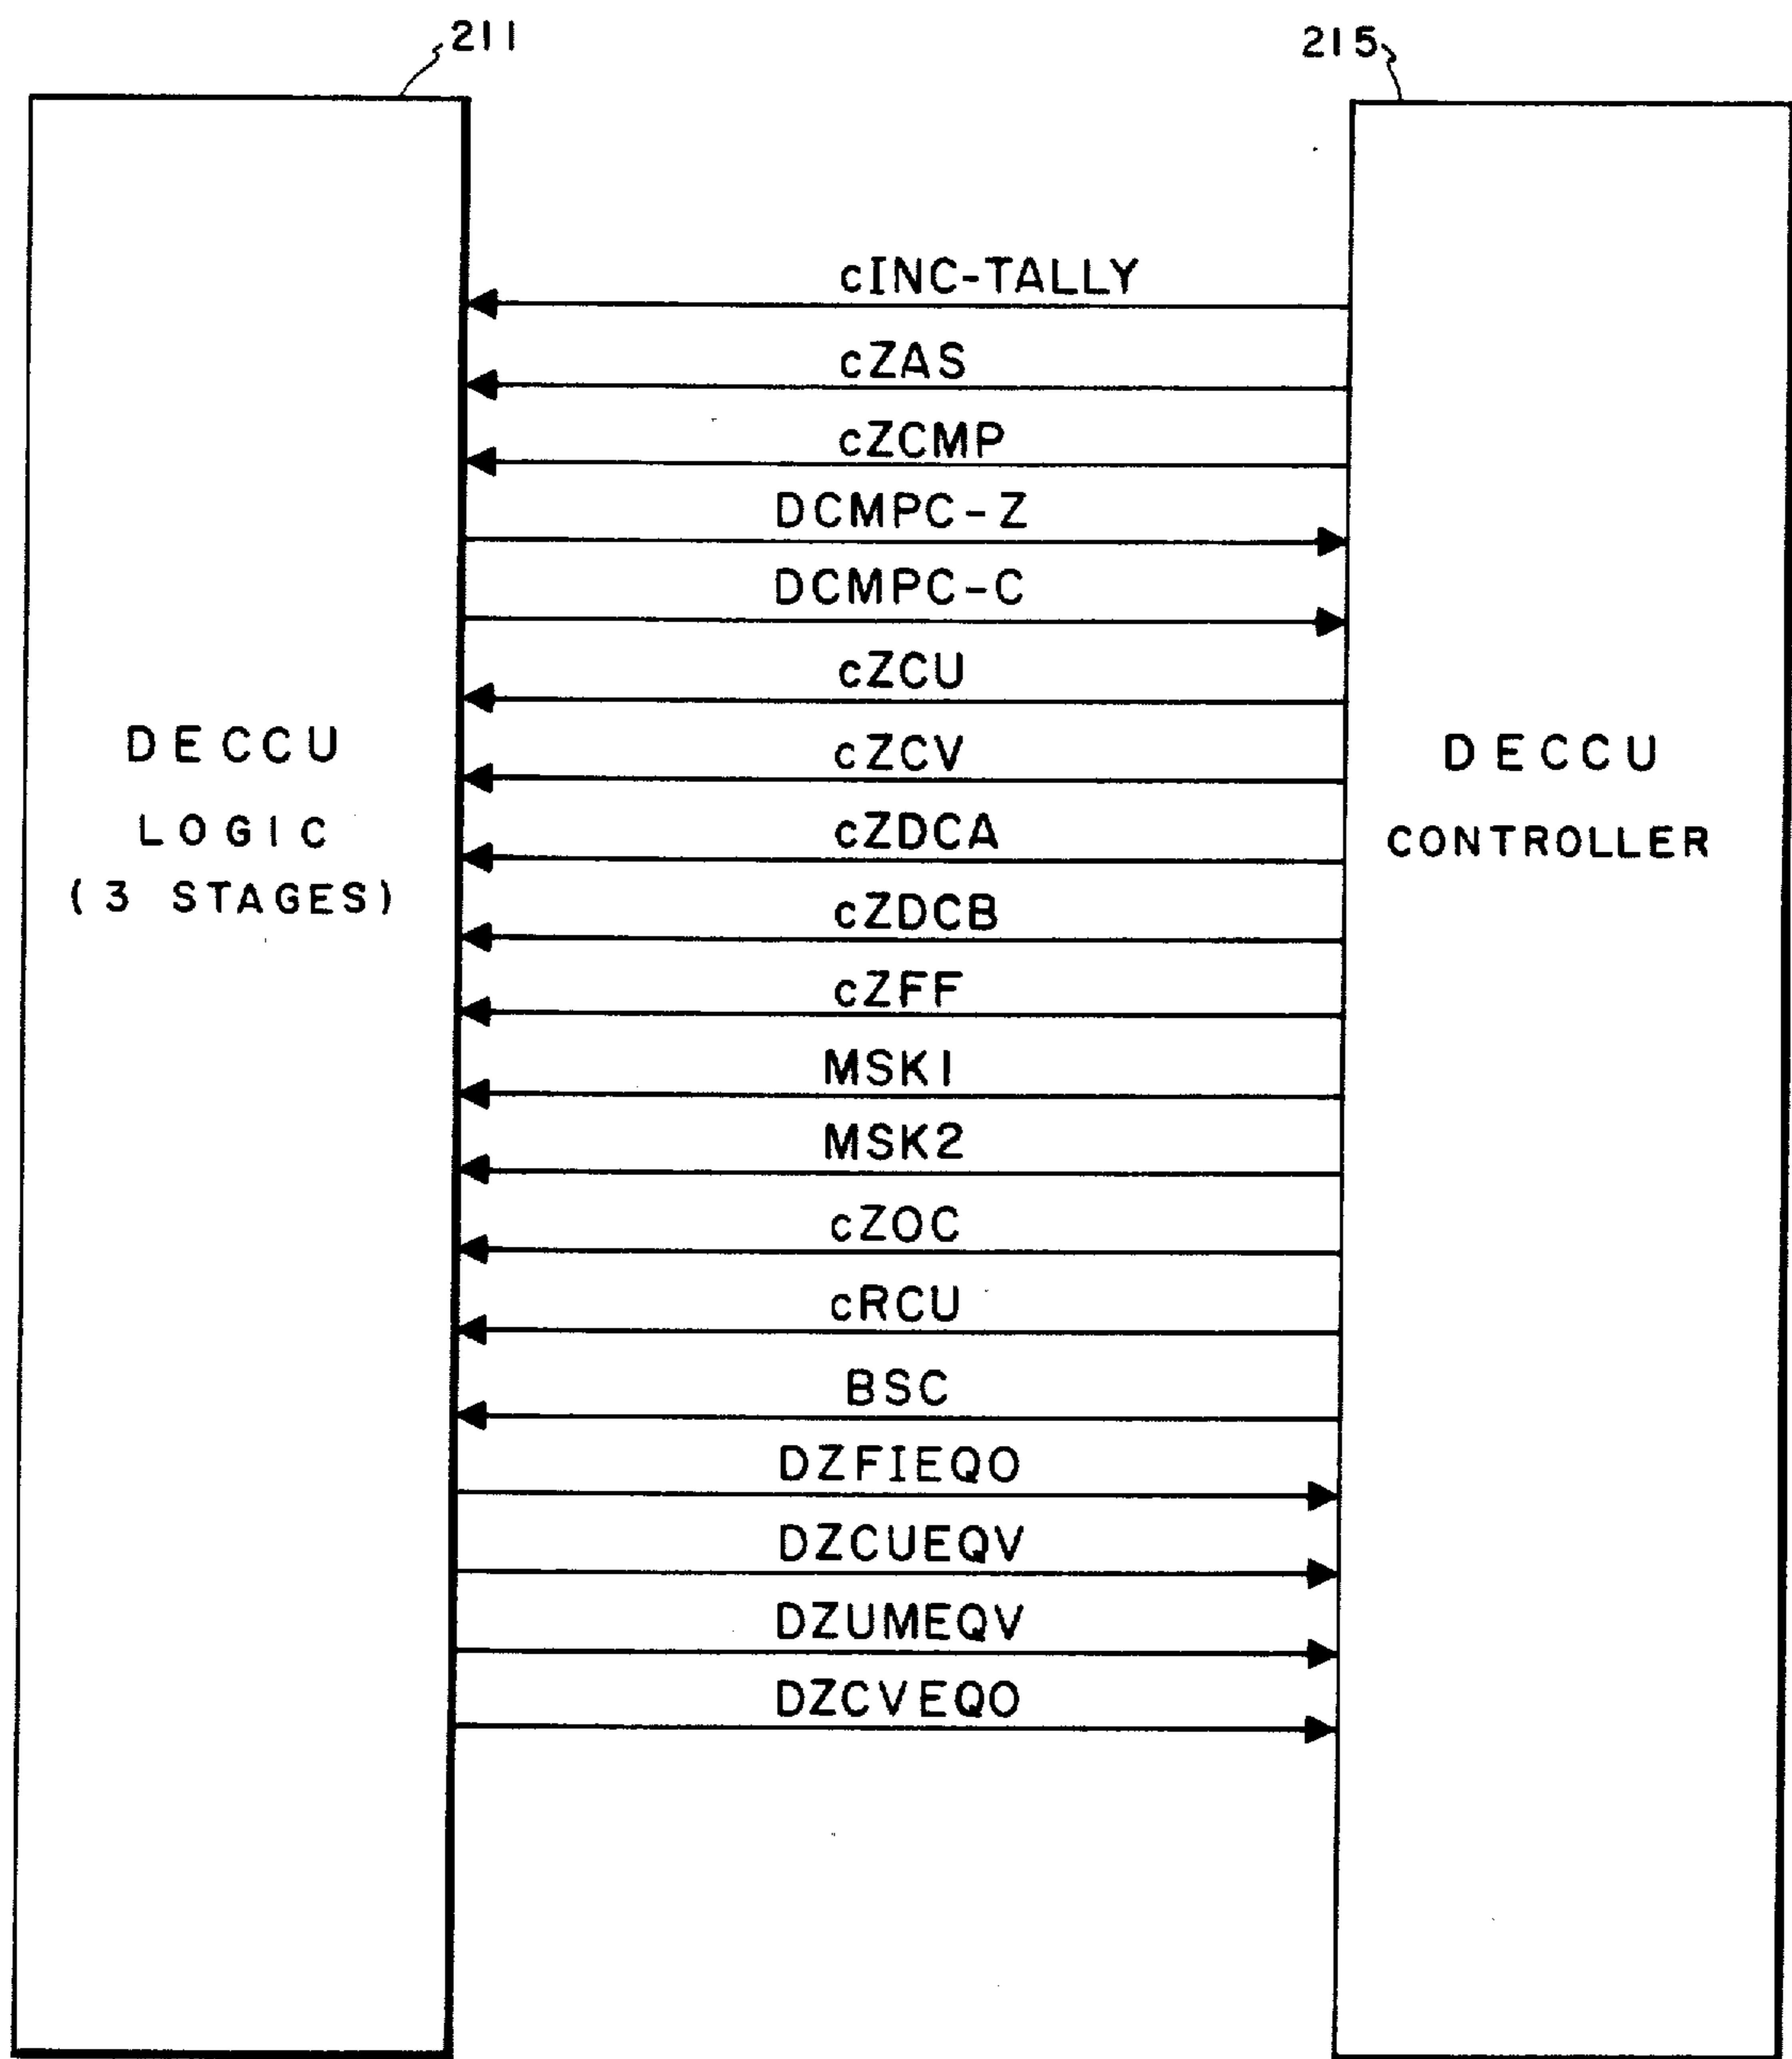 211
215
cINC-TALLY
cZAS
cZCMP
DCMPC-Z
DCMPC-C
cZCU
cZCV
cZDCA
cZDCB
cZFF
MSK1
MSK2
cZOC
cRCU
BSC
DZFIEQO
DZCUEQV
DZUMEQV
DZCVEQO
DECCU
LOGIC
(3 STAGES)
DECCU
CONTROLLER